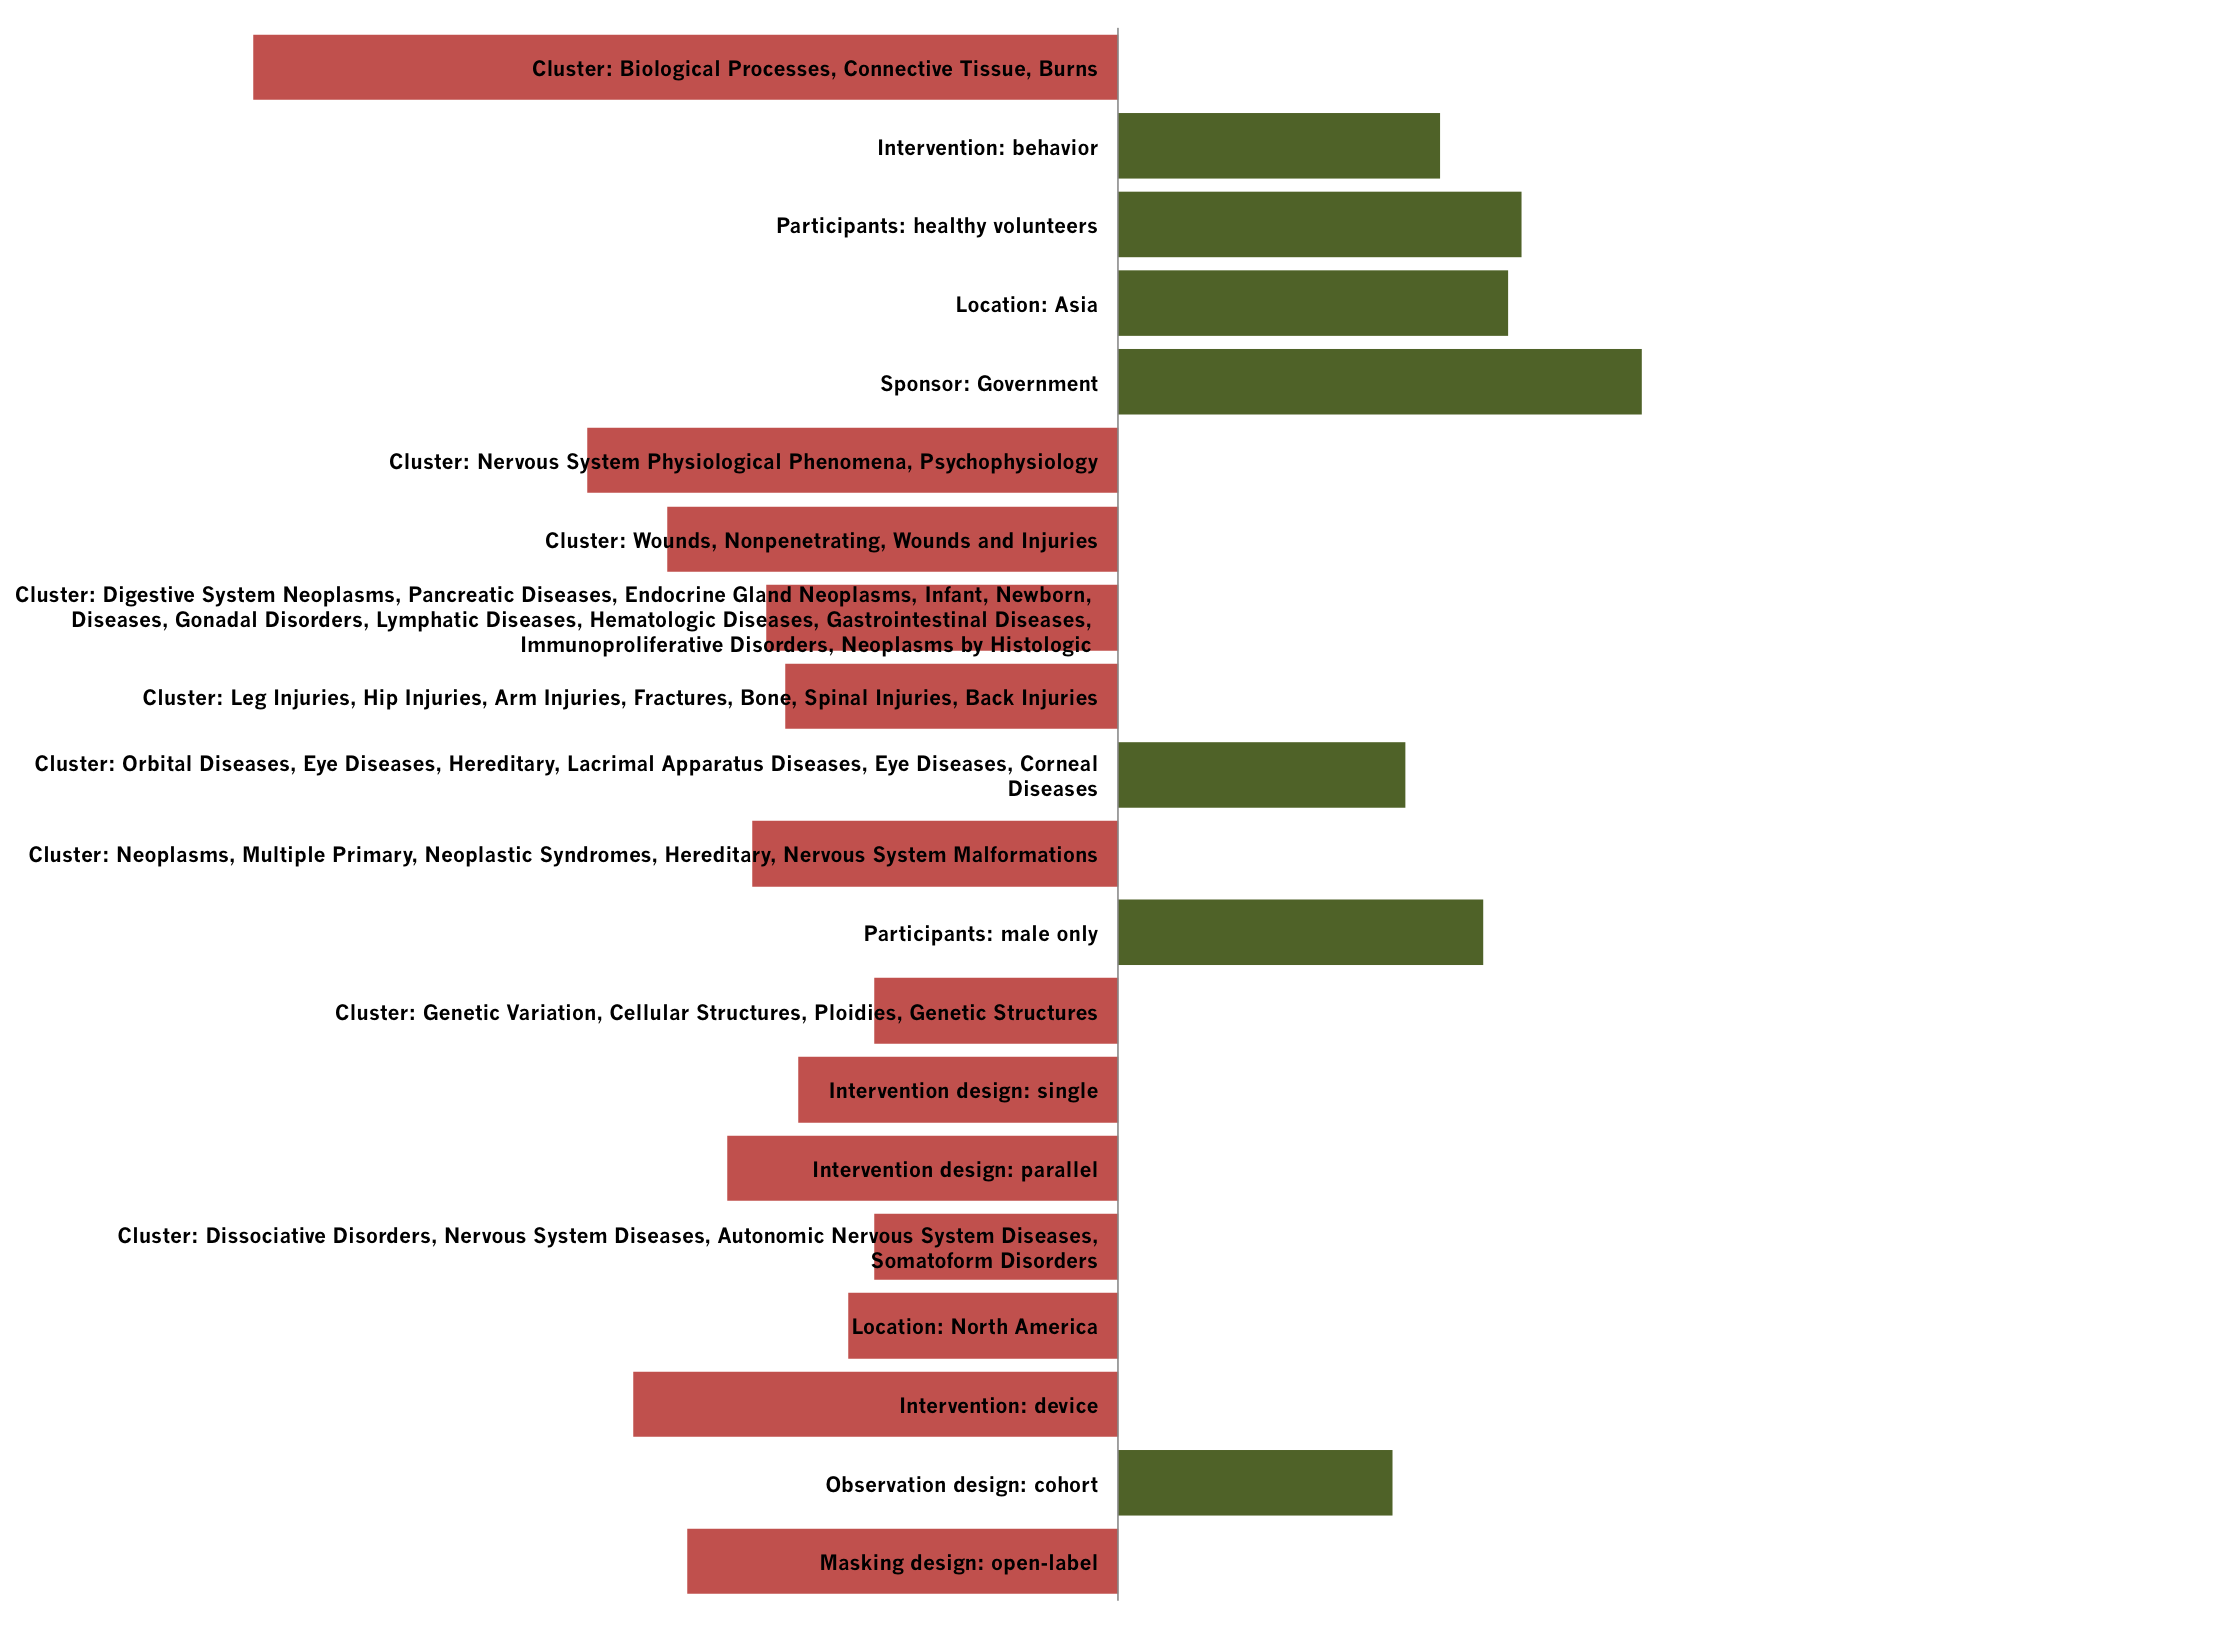 Cluster: Biological Processes, Connective Tissue, Burns
Intervention: behavior
Participants: healthy volunteers
Location: Asia
Sponsor: Government
Cluster: Nervous System Physiological Phenomena, Psychophysiology
Cluster: Wounds, Nonpenetrating, Wounds and Injuries
Cluster: Digestive System Neoplasms, Pancreatic Diseases, Endocrine Gland Neoplasms, Infant, Newborn,
Diseases, Gonadal Disorders, Lymphatic Diseases, Hematologic Diseases, Gastrointestinal Diseases,
Immunoproliferative Disorders, Neoplasms by Histologic
Cluster: Leg Injuries, Hip Injuries, Arm Injuries, Fractures, Bone, Spinal Injuries, Back Injuries
Cluster: Orbital Diseases, Eye Diseases, Hereditary, Lacrimal Apparatus Diseases, Eye Diseases, Corneal
Diseases
Cluster: Neoplasms, Multiple Primary, Neoplastic Syndromes, Hereditary, Nervous System Malformations
Participants: male only
Cluster: Genetic Variation, Cellular Structures, Ploidies, Genetic Structures
Intervention design: single
Intervention design: parallel
Cluster: Dissociative Disorders, Nervous System Diseases, Autonomic Nervous System Diseases,
Somatoform Disorders
Location: North America
Intervention: device
Observation design: cohort
Masking design: open-label